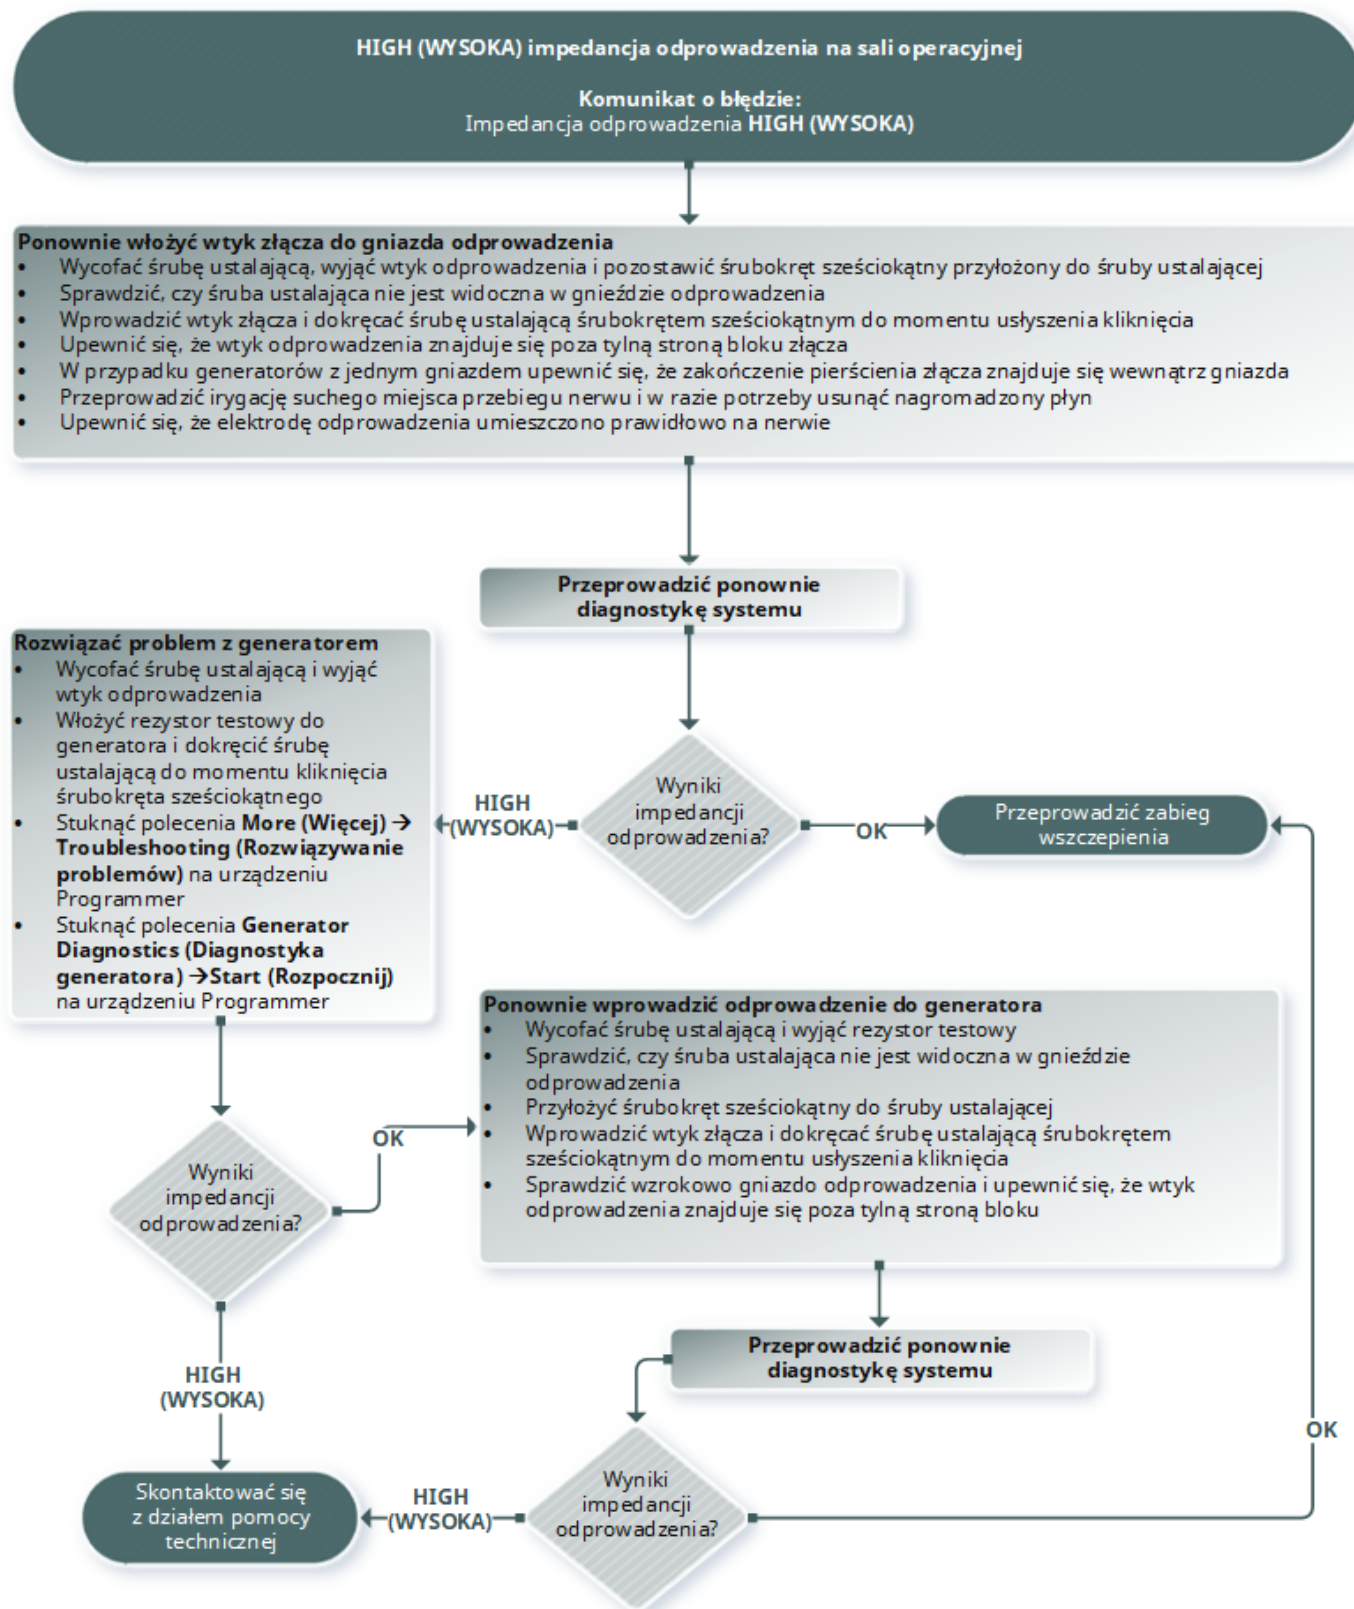 HIGH (WYSOKA) impedancja odprowadzenia na sali operacyjnej
Komunikat o błędzie:
Impedancja odprowadzenia HIGH (WYSOKA)
Ponownie włożyć wtyk złącza do gniazda odprowadzenia
• Wycofać śrubę ustalającą, wyjąć wtyk odprowadzenia i pozostawić śrubokręt sześciokątny przyłożony do śruby ustalającej
• Sprawdzić, czy śruba ustalająca nie jest widoczna w gnieździe odprowadzenia
• Wprowadzić wtyk złącza i dokręcać śrubę ustalającą śrubokrętem sześciokątnym do momentu usłyszenia kliknięcia
• Upewnić się, że wtyk odprowadzenia znajduje się poza tylną stroną bloku złącza
• W przypadku generatorów z jednym gniazdem upewnić się, że zakończenie pierścienia złącza znajduje się wewnątrz gniazda
• Przeprowadzić irygację suchego miejsca przebiegu nerwu i w razie potrzeby usunąć nagromadzony płyn
• Upewnić się, że elektrodę odprowadzenia umieszczono prawidłowo na nerwie
Przeprowadzić ponownie
diagnostykę systemu
Wyniki
impedancji
odprowadzenia?
HIGH
(WYSOKA)
OK
Przeprowadzić zabieg
wszczepienia
Rozwiązać problem z generatorem
• Wycofać śrubę ustalającą i wyjąć
wtyk odprowadzenia
• Włożyć rezystor testowy do
generatora i dokręcić śrubę
ustalającą do momentu kliknięcia
śrubokręta sześciokątnego
• Stuknąć polecenia More (Więcej) →
Troubleshooting (Rozwiązywanie
problemów) na urządzeniu
Programmer
• Stuknąć polecenia Generator
Diagnostics (Diagnostyka
generatora) →Start (Rozpocznij)
na urządzeniu Programmer
Wyniki
impedancji
odprowadzenia?
OK
HIGH
(WYSOKA)
Ponownie wprowadzić odprowadzenie do generatora
• Wycofać śrubę ustalającą i wyjąć rezystor testowy
• Sprawdzić, czy śruba ustalająca nie jest widoczna w gnieździe
odprowadzenia
• Przyłożyć śrubokręt sześciokątny do śruby ustalającej
• Wprowadzić wtyk złącza i dokręcać śrubę ustalającą śrubokrętem
sześciokątnym do momentu usłyszenia kliknięcia
• Sprawdzić wzrokowo gniazdo odprowadzenia i upewnić się, że wtyk
odprowadzenia znajduje się poza tylną stroną bloku
Przeprowadzić ponownie
diagnostykę systemu
Wyniki
impedancji
odprowadzenia?
OK
HIGH
(WYSOKA)
Skontaktować się
z działem pomocy
technicznej